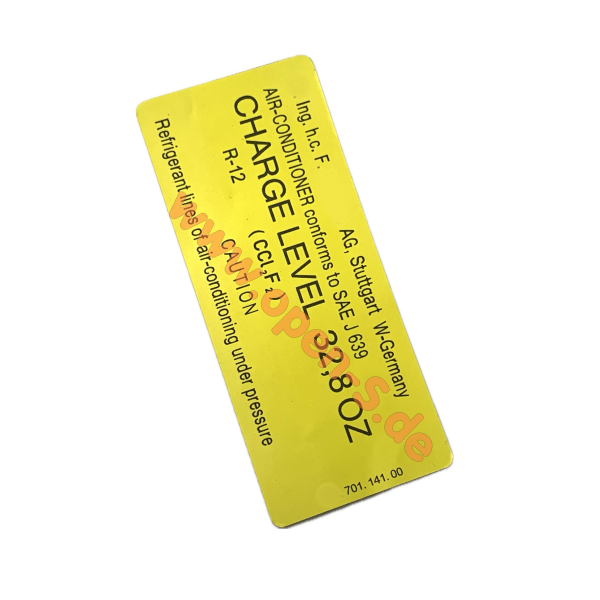 Ing. h.c. F. AG, Stuttgart W-Germany
AIR-CONDITIONER conforms to SAE J 639
CHARGE LEVEL 32,8 OZ
R-12 (CCL₂F₂)
CAUTION
Refrigerant lines of air-conditioning under pressure
701.141.00
www.opears.de